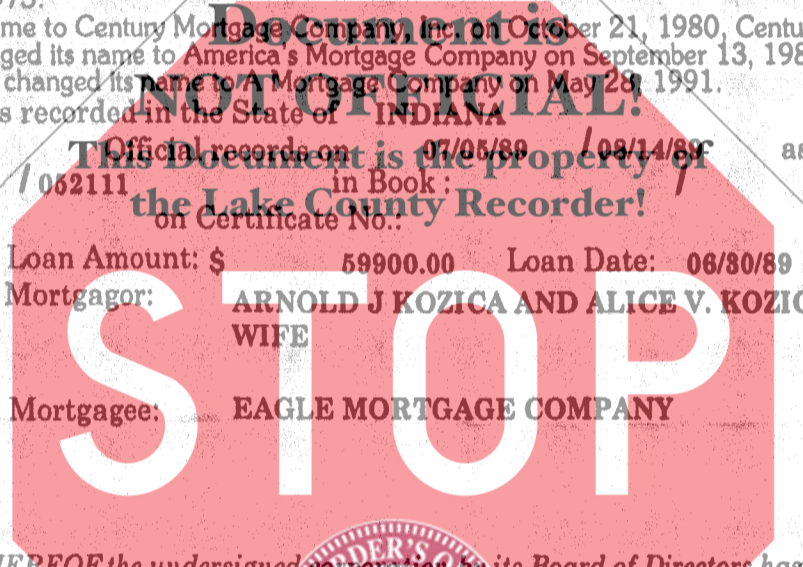 me to Century Mortgage Company, Inc. on October 21, 1980, Centu
ged its name to America's Mortgage Company on September 13, 198
changed its name to A Mortgage Company on May 28, 1991.
s recorded in the State of INDIANA
Official records on 07/05/89 /08/14/89 as
/ 052111 in Book :
on Certificate No.:
Loan Amount: $ 59900.00 Loan Date: 06/30/89
Mortgagor: ARNOLD J KOZICA AND ALICE V. KOZIC
WIFE
Mortgagee: EAGLE MORTGAGE COMPANY
HEREOF the undersigned corporation by its Board of Directors has
Document is
NOT OFFICIAL!
This Document is the property of
the Lake County Recorder!
STOP
RDER'S O